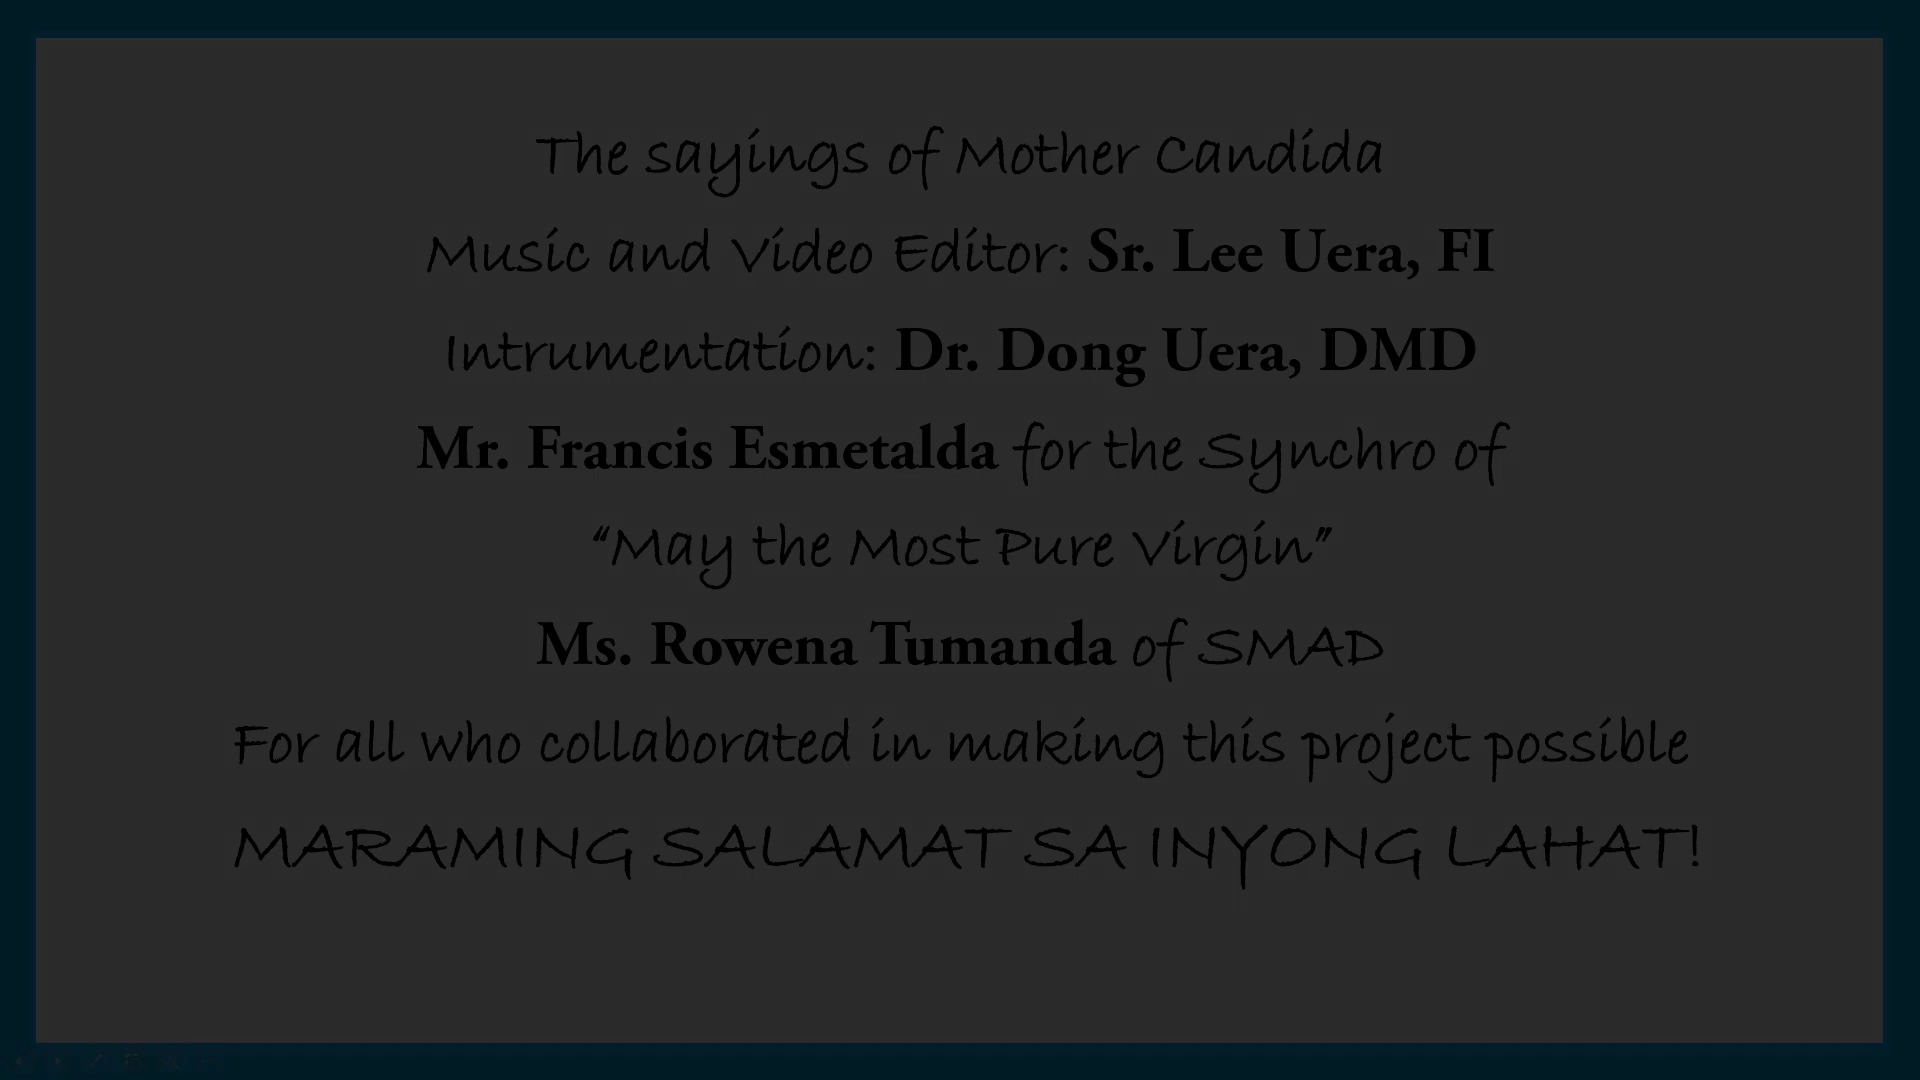 The sayings of Mother Candida
Music and Video Editor: Sr. Lee Uera, FI
Intrumentation: Dr. Dong Uera, DMD
Mr. Francis Esmetalda for the Synchro of
“May the Most Pure Virgin”
Ms. Rowena Tumanda of SMAD
For all who collaborated in making this project possible
MARAMING SALAMAT SA INYONG LAHAT!